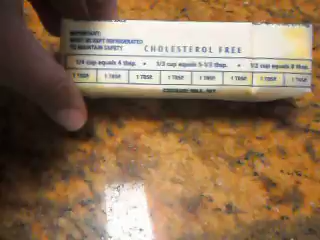 IMPORTANT:
MUST BE KEPT REFRIGERATED
TO MAINTAIN SAFETY
CHOLESTEROL FREE
1/4 cup equals 4 tbsp. • 1/3 cup equals 5-1/3 tbsp. • 1/2 cup equals 8 tbsp.
1 TBSP. 1 TBSP. 1 TBSP. 1 TBSP. 1 TBSP. 1 TBSP. 1 TBSP. 1 TBSP.